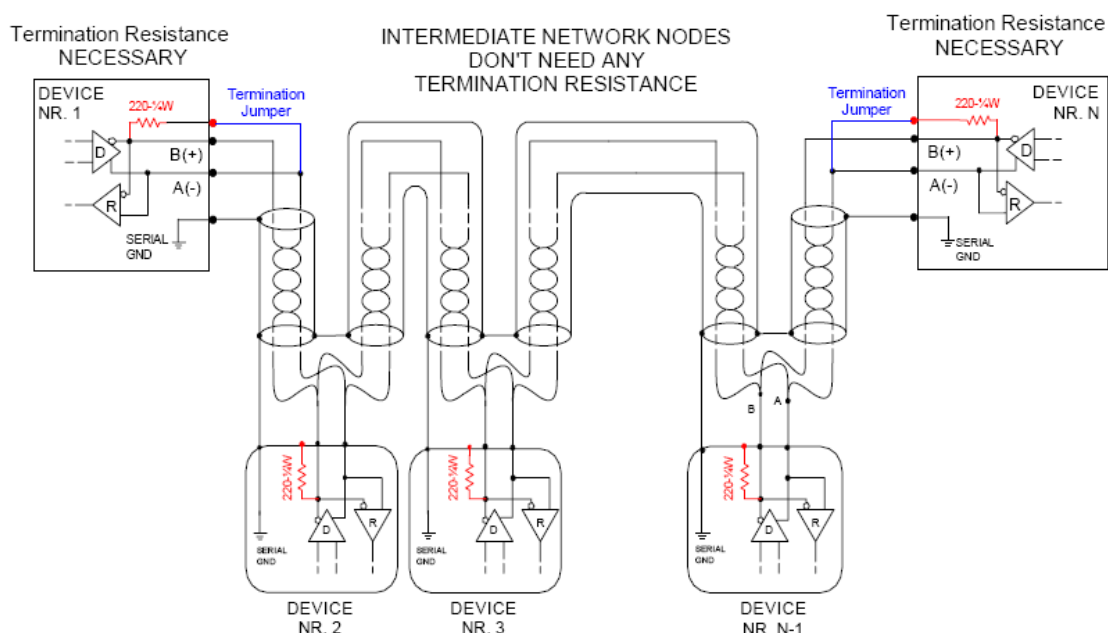 Termination Resistance
NECESSARY
INTERMEDIATE NETWORK NODES
DON'T NEED ANY
TERMINATION RESISTANCE
Termination Resistance
NECESSARY
DEVICE
NR. 1
220-¼W
Termination
Jumper
D
B(+)
A(-)
R
SERIAL
GND
Termination
Jumper
220-¼W
DEVICE
NR. N
D
B(+)
A(-)
R
SERIAL
GND
B
A
220-¼W
D
R
SERIAL
GND
DEVICE
NR. 2
220-¼W
D
R
SERIAL
GND
DEVICE
NR. 3
220-¼W
D
R
SERIAL
GND
DEVICE
NR. N-1